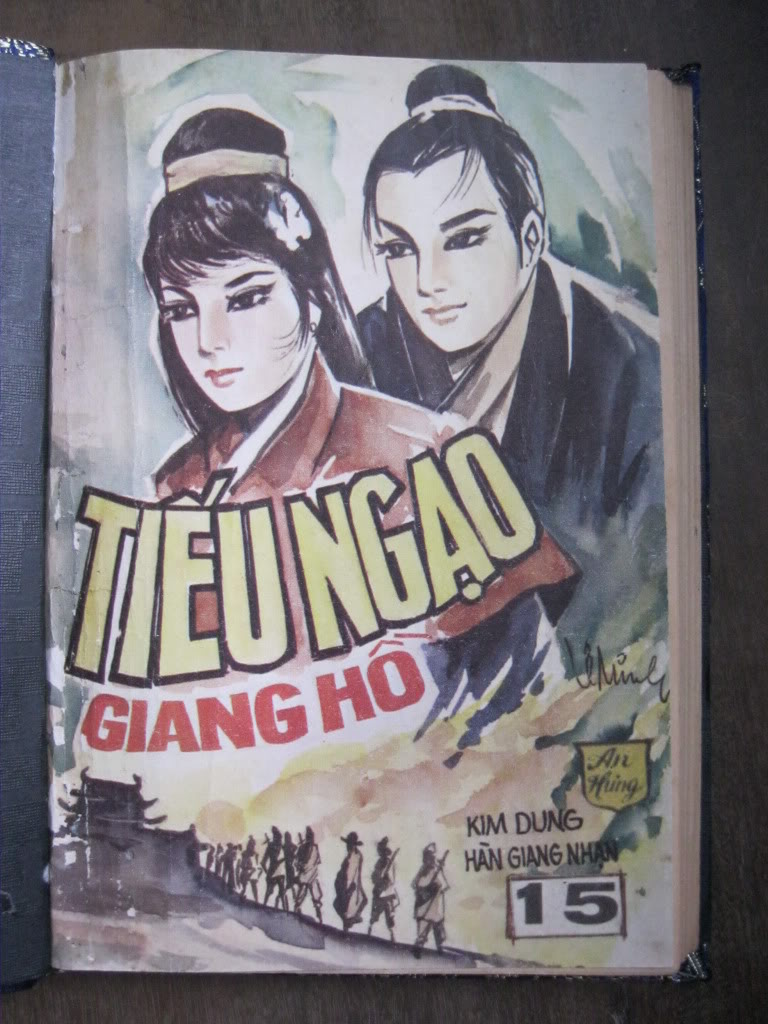 TIẾU NGẠO
GIANG HỒ
An
Hưng
KIM DUNG
HÀN GIANG NHẠN
15